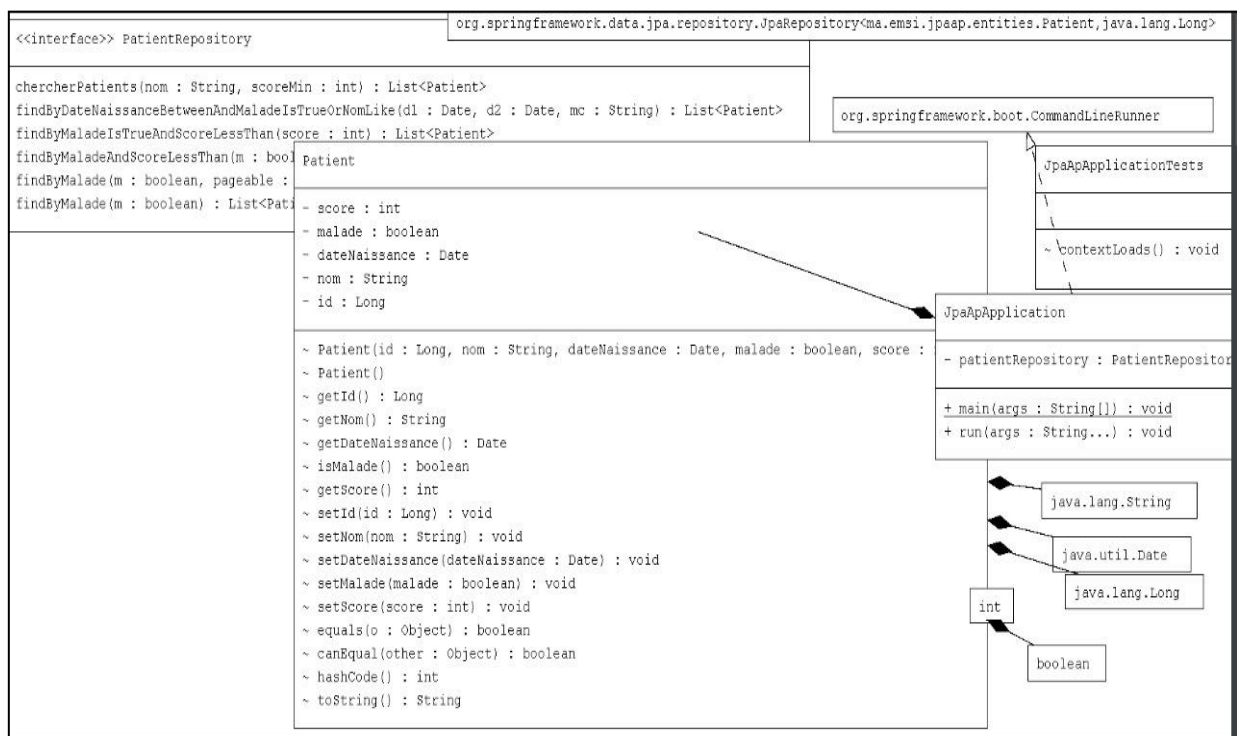 org.springframework.data.jpa.repository.JpaRepository<ma.emsi.jpaap.entities.Patient,java.lang.Long>
<<interface>> PatientRepository
chercherPatients(nom : String, scoreMin : int) : List<Patient>
findByDateNaissanceBetweenAndMaladeIsTrueOrNomLike(d1 : Date, d2 : Date, mc : String) : List<Patient>
findByMaladeIsTrueAndScoreLessThan(score : int) : List<Patient>
findByMaladeAndScoreLessThan(m : bool
findByMalade(m : boolean, pageable :
findByMalade(m : boolean) : List<Pati
Patient
- score : int
- malade : boolean
- dateNaissance : Date
- nom : String
- id : Long
~ Patient(id : Long, nom : String, dateNaissance : Date, malade : boolean, score :
~ Patient()
~ getId() : Long
~ getNom() : String
~ getDateNaissance() : Date
~ isMalade() : boolean
~ getScore() : int
~ setId(id : Long) : void
~ setNom(nom : String) : void
~ setDateNaissance(dateNaissance : Date) : void
~ setMalade(malade : boolean) : void
~ setScore(score : int) : void
~ equals(o : Object) : boolean
~ canEqual(other : Object) : boolean
~ hashCode() : int
~ toString() : String
org.springframework.boot.CommandLineRunner
JpaApApplicationTests
~ contextLoads() : void
JpaApApplication
- patientRepository : PatientRepositor
+ main(args : String[]) : void
+ run(args : String...) : void
java.lang.String
java.util.Date
java.lang.Long
int
boolean